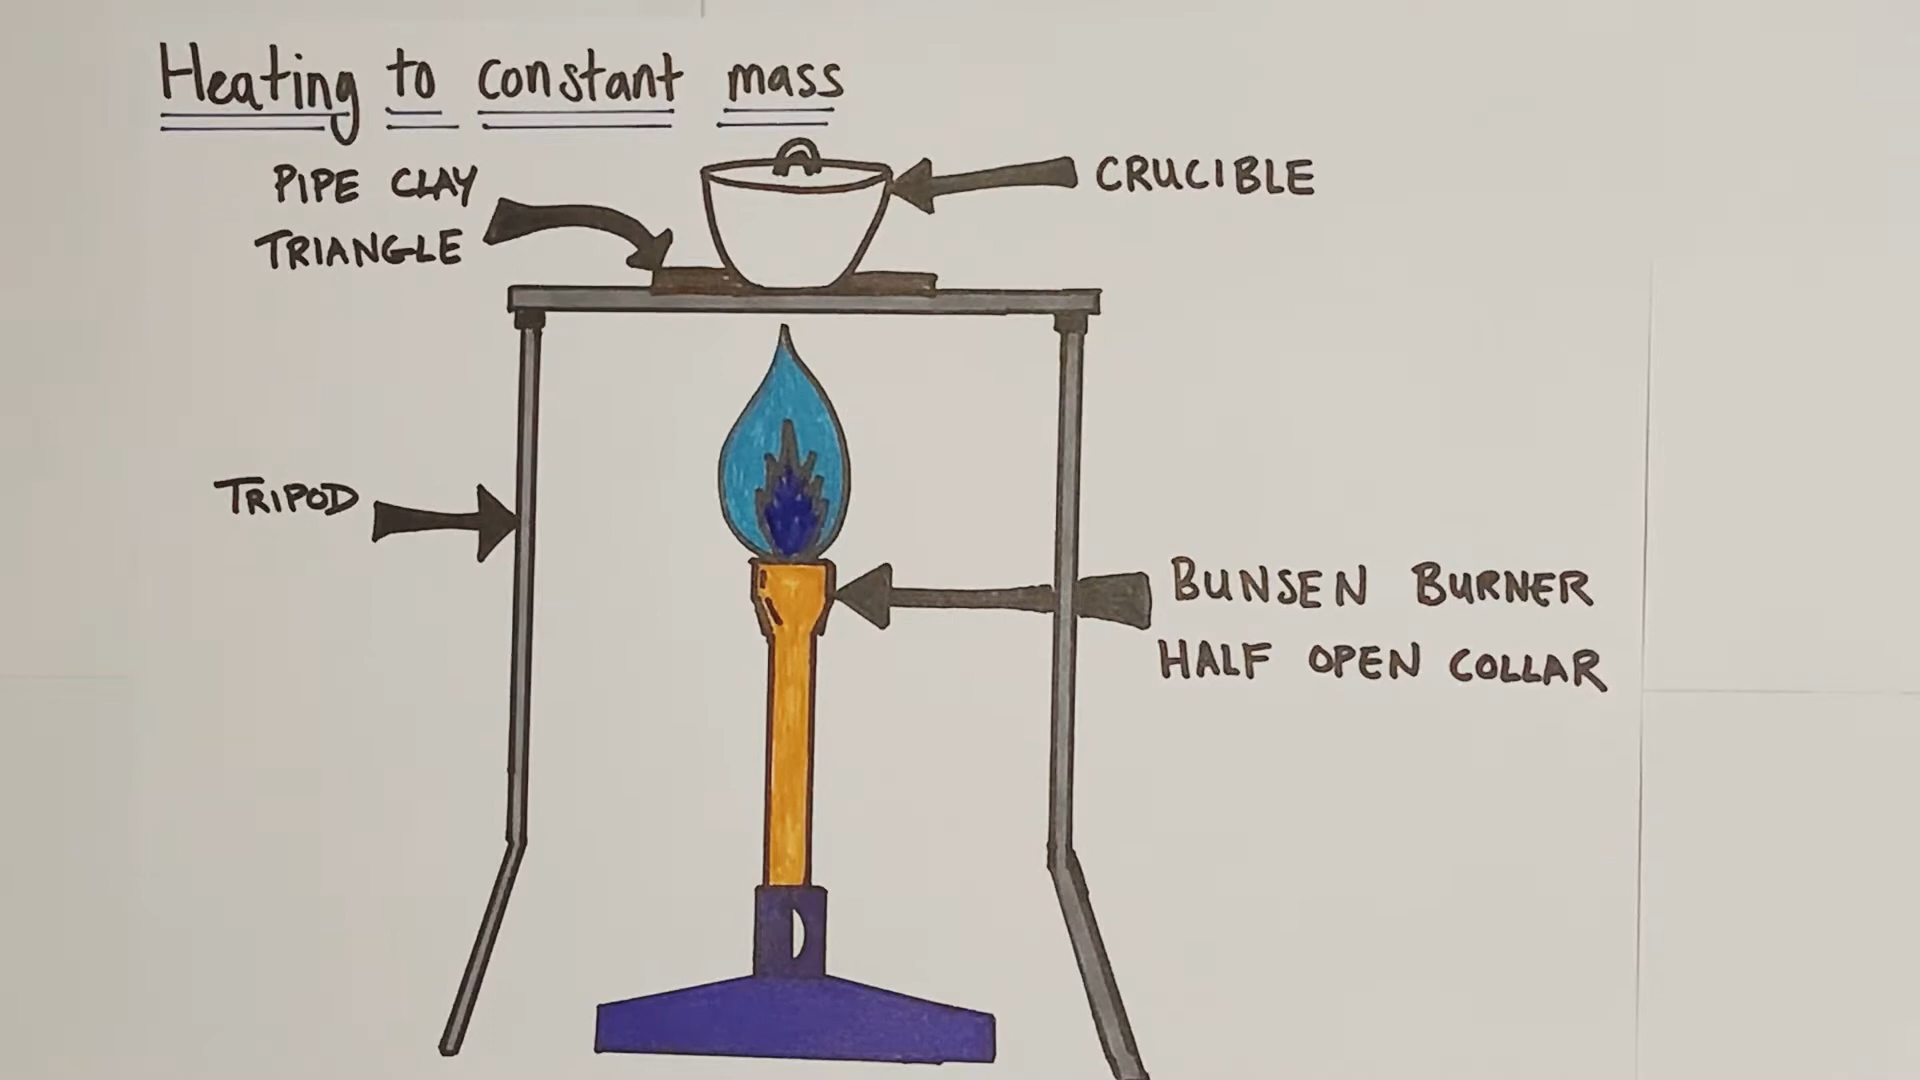 Heating to constant mass
PIPE CLAY
TRIANGLE
CRUCIBLE
TRIPOD
BUNSEN BURNER
HALF OPEN COLLAR